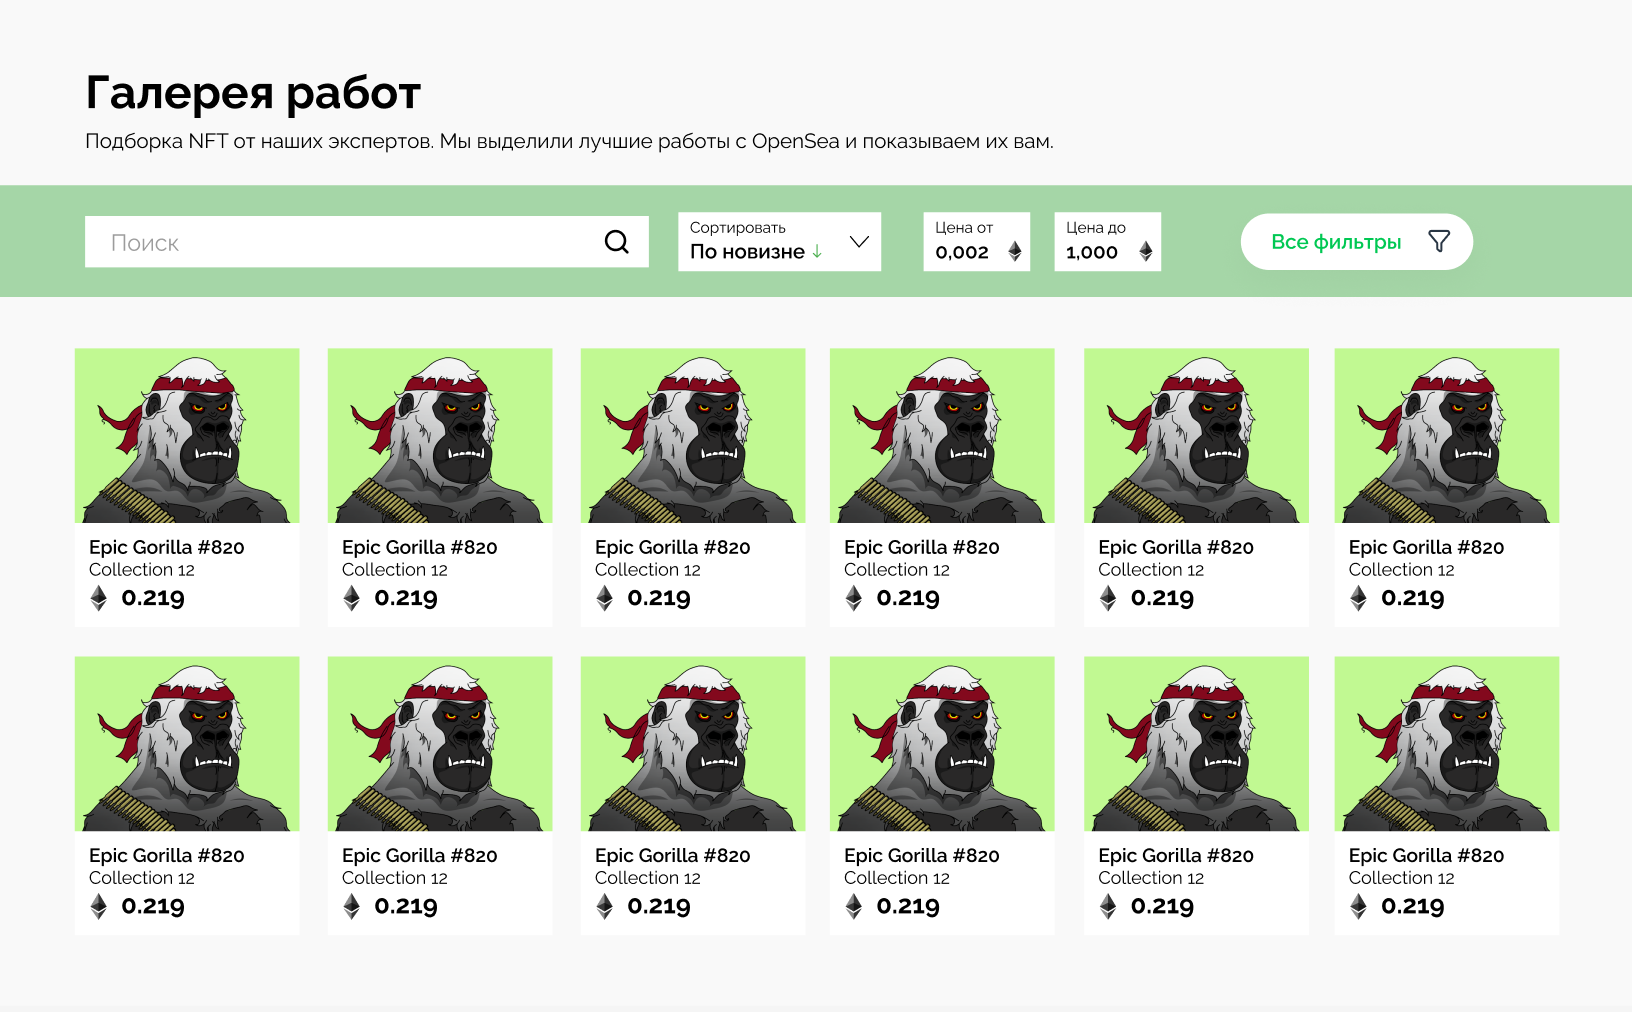 Галерея работ
Подборка NFT от наших экспертов. Мы выделили лучшие работы с OpenSea и показываем их вам.
Поиск
Сортировать
По новизне ↓
Цена от
0,002
Цена до
1,000
Все фильтры
Epic Gorilla #820
Collection 12
0.219
Epic Gorilla #820
Collection 12
0.219
Epic Gorilla #820
Collection 12
0.219
Epic Gorilla #820
Collection 12
0.219
Epic Gorilla #820
Collection 12
0.219
Epic Gorilla #820
Collection 12
0.219
Epic Gorilla #820
Collection 12
0.219
Epic Gorilla #820
Collection 12
0.219
Epic Gorilla #820
Collection 12
0.219
Epic Gorilla #820
Collection 12
0.219
Epic Gorilla #820
Collection 12
0.219
Epic Gorilla #820
Collection 12
0.219